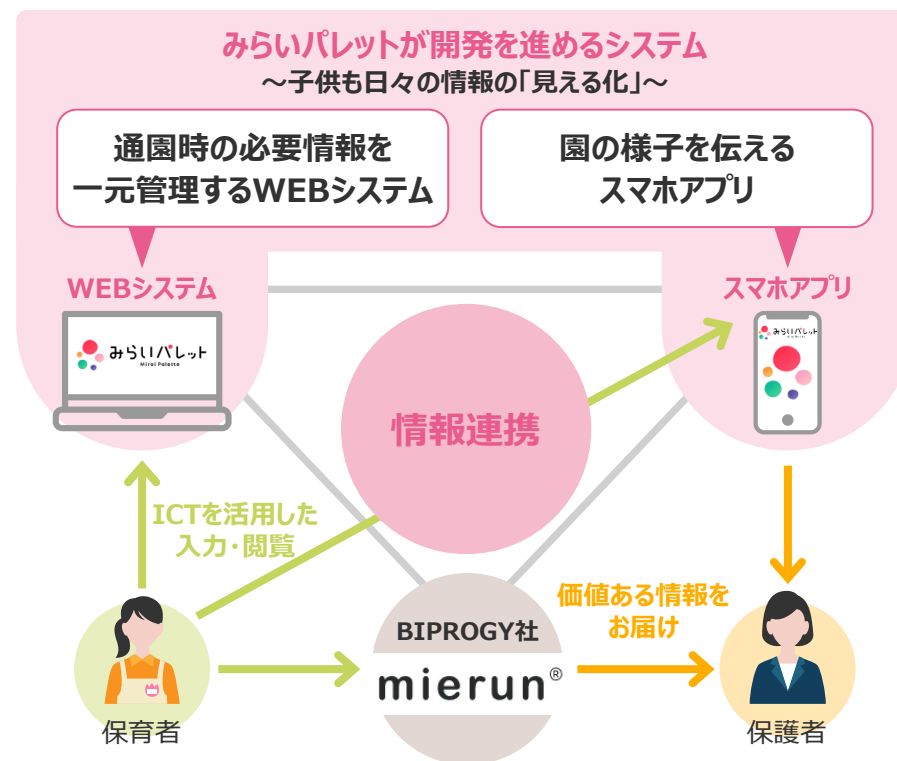 みらいパレットが開発を進めるシステム
～子供も日々の情報の「見える化」～
通園時の必要情報を
一元管理するWEBシステム
園の様子を伝える
スマホアプリ
WEBシステム
スマホアプリ
みらいパレット
Mirai Palette
みらいパレット
情報連携
ICTを活用した
入力・閲覧
価値ある情報を
お届け
BIPROGY社
mierun®
保育者
保護者